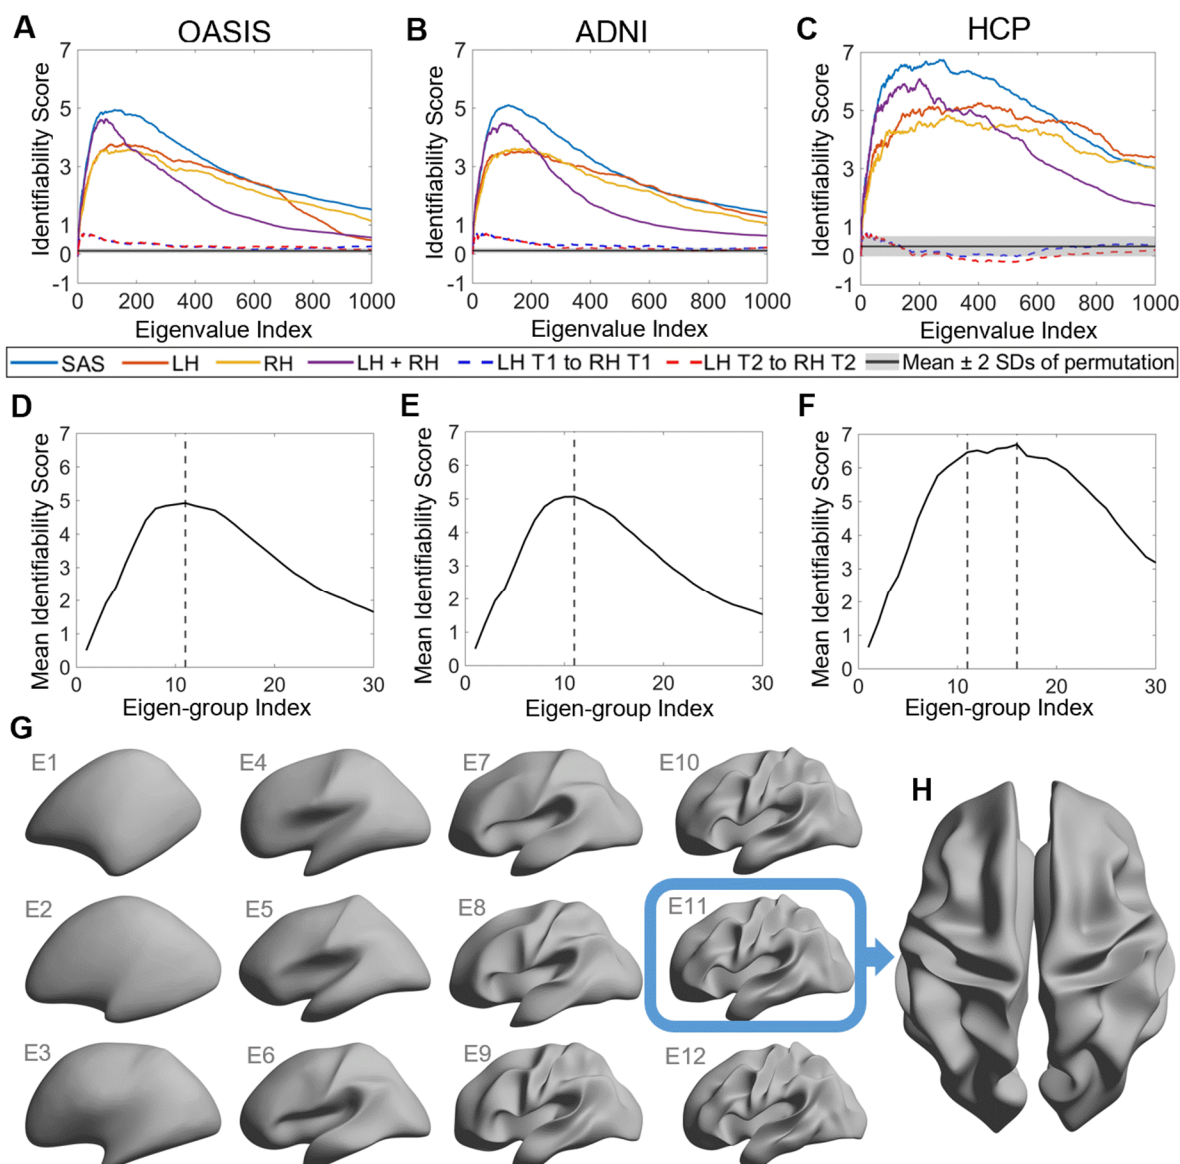 A
OASIS
B
ADNI
C
HCP
Identifiability Score
7
5
3
1
0
-1
0 200 400 600 800 1000
Eigenvalue Index
Identifiability Score
7
5
3
1
0
-1
0 200 400 600 800 1000
Eigenvalue Index
Identifiability Score
7
5
3
1
0
-1
0 200 400 600 800 1000
Eigenvalue Index
SAS LH RH LH + RH LH T1 to RH T1 LH T2 to RH T2 Mean ± 2 SDs of permutation
D
E
F
Mean Identifiability Score
7
6
5
4
3
2
1
0
0 10 20 30
Eigen-group Index
Mean Identifiability Score
7
6
5
4
3
2
1
0
0 10 20 30
Eigen-group Index
Mean Identifiability Score
7
6
5
4
3
2
1
0
0 10 20 30
Eigen-group Index
G
E1 E4 E7 E10
H
E2 E5 E8 E11
E3 E6 E9 E12